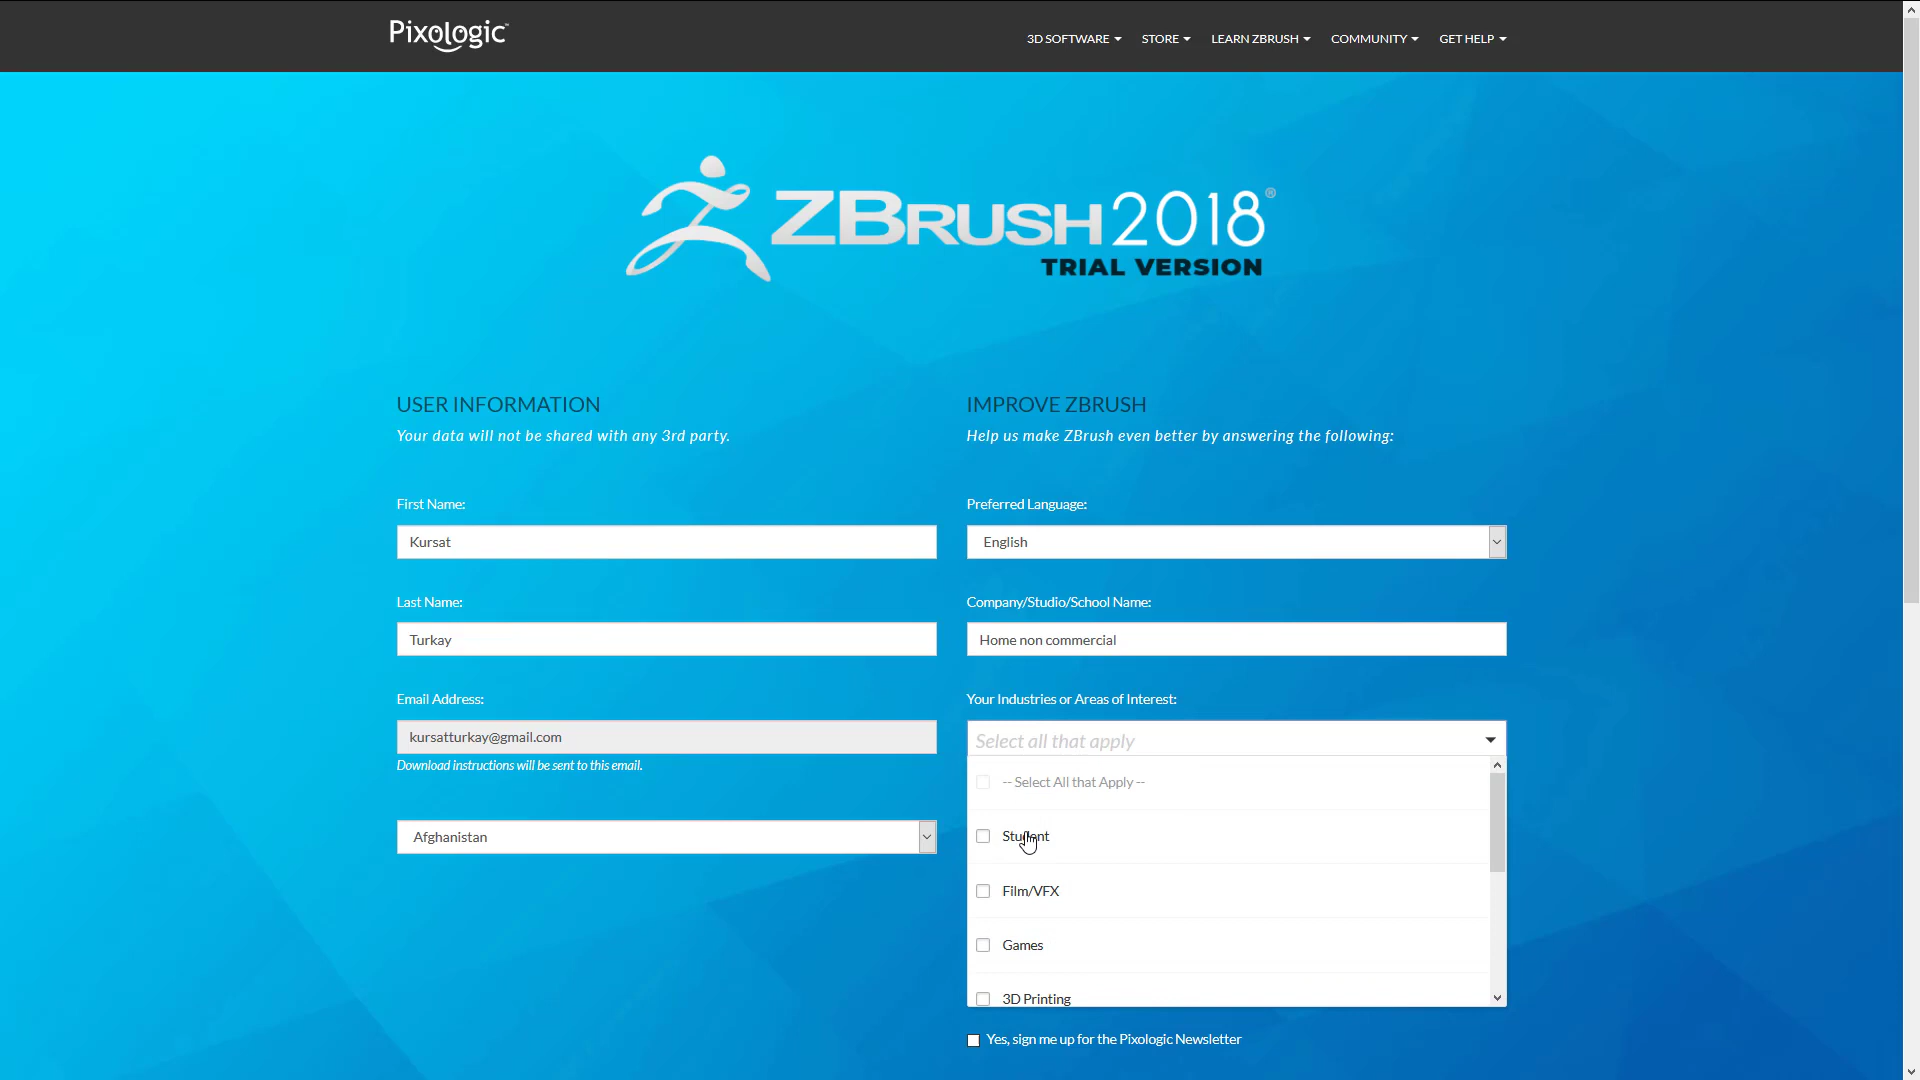 Pixologic™
3D SOFTWARE
STORE
LEARN ZBRUSH
COMMUNITY
GET HELP
ZBRUSH 2018®
TRIAL VERSION
USER INFORMATION
Your data will not be shared with any 3rd party.
First Name:
Kursat
Last Name:
Turkay
Email Address:
kursatturkay@gmail.com
Download instructions will be sent to this email.
Afghanistan
IMPROVE ZBRUSH
Help us make ZBrush even better by answering the following:
Preferred Language:
English
Company/Studio/School Name:
Home non commercial
Your Industries or Areas of Interest:
Select all that apply
-- Select All that Apply --
Student
Film/VFX
Games
3D Printing
Yes, sign me up for the Pixologic Newsletter